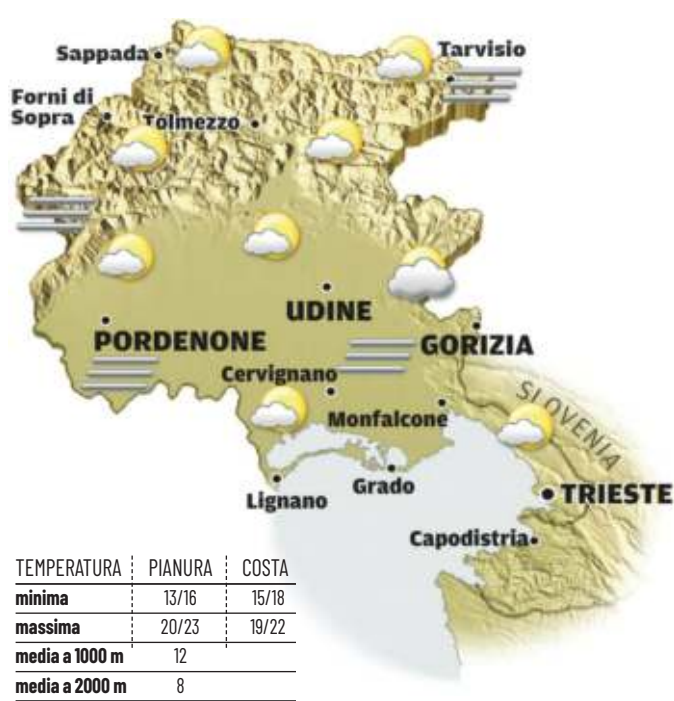 Sappada
Tarvisio
Forni di
Sopra
Tolmezzo
UDINE
PORDENONE
GORIZIA
Cervignano
SLOVENIA
Monfalcone
Grado
Lignano
TRIESTE
Capodistria
TEMPERATURA PIANURA COSTA
minima 13/16 15/18
massima 20/23 19/22
media a 1000 m 12
media a 2000 m 8